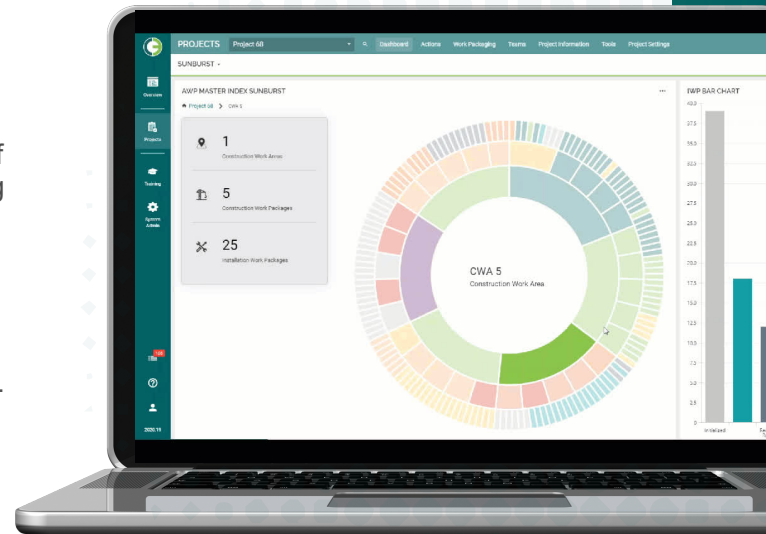 PROJECTS Project 68 Dashboard Actions Work Packaging Teams Project Information Tools Project Settings
SUNBURST
Overview
Projects
Training
System
Admin
2020.19
AWP MASTER INDEX SUNBURST
Project 68 > CWA 5
1
Construction Work Areas
5
Construction Work Packages
25
Installation Work Packages
CWA 5
Construction Work Area
IWP BAR CHART
40.0
37.5
35.0
32.5
30.0
27.5
25.0
22.5
20.0
17.5
15.0
12.5
10.0
7.5
5.0
2.5
0
Initialized
f
g